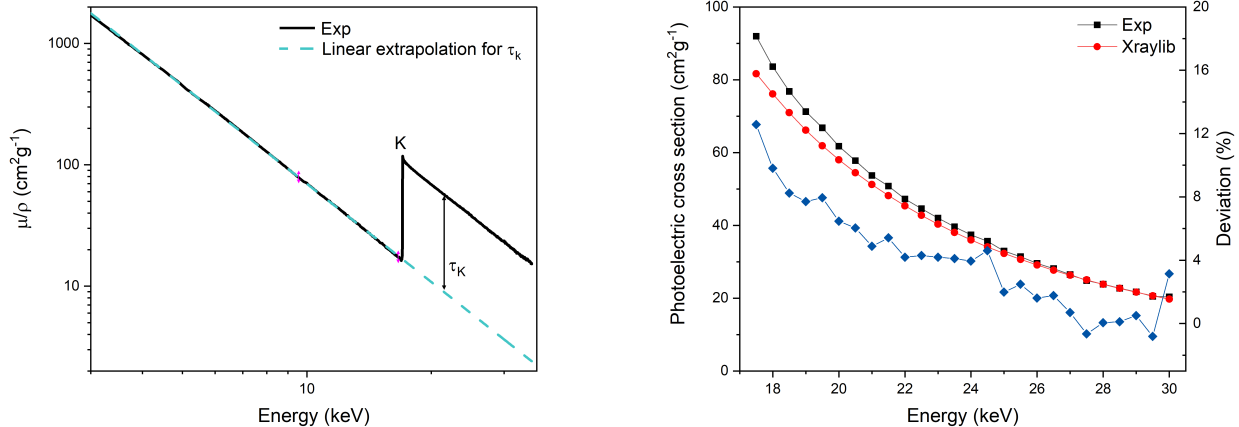 1000
100
10
10
μ/ρ (cm²g⁻¹)
Energy (keV)
Exp
Linear extrapolation for τₖ
K
τ_K
100
80
60
40
20
0
18
20
22
24
26
28
30
20
16
12
8
4
0
Photoelectric cross section (cm²g⁻¹)
Energy (keV)
Deviation (%)
Exp
Xraylib